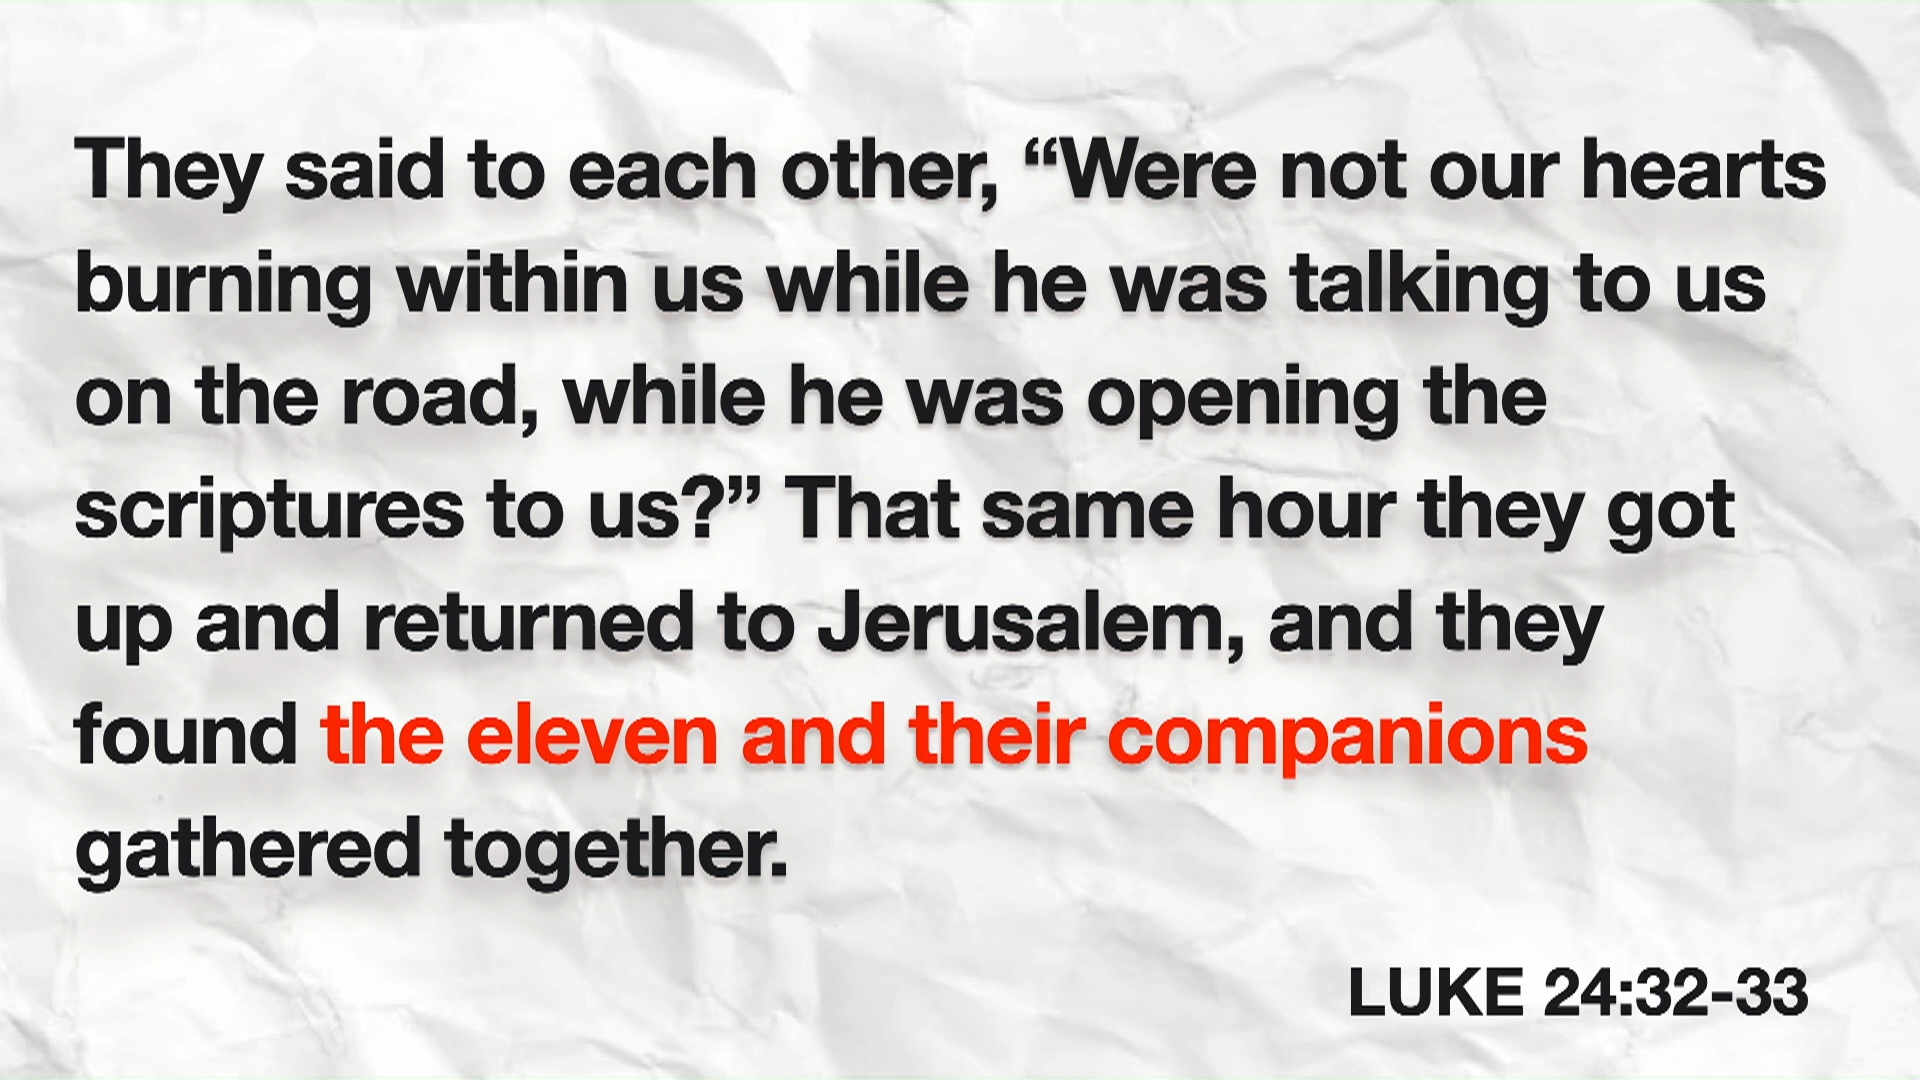 They said to each other, “Were not our hearts
burning within us while he was talking to us
on the road, while he was opening the
scriptures to us?” That same hour they got
up and returned to Jerusalem, and they
found the eleven and their companions
gathered together.
LUKE 24:32-33